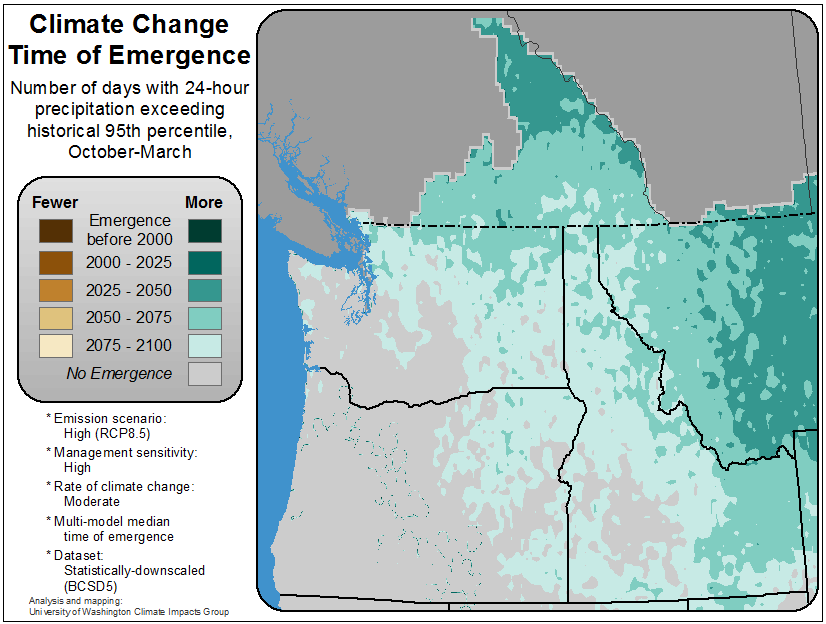 Climate Change
Time of Emergence
Number of days with 24-hour
precipitation exceeding
historical 95th percentile,
October-March
Fewer More
Emergence
before 2000
2000 - 2025
2025 - 2050
2050 - 2075
2075 - 2100
No Emergence
* Emission scenario:
High (RCP8.5)
* Management sensitivity:
High
* Rate of climate change:
Moderate
* Multi-model median
time of emergence
* Dataset:
Statistically-downscaled
(BCSD5)
Analysis and mapping:
University of Washington Climate Impacts Group